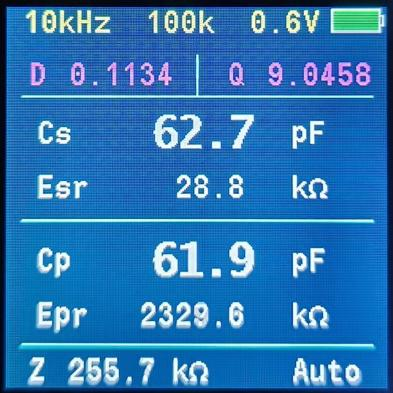 10kHz 100k 0.6V
D 0.1134 Q 9.0458
Cs 62.7 pF
Esr 28.8 kΩ
Cp 61.9 pF
Epr 2329.6 kΩ
Z 255.7 kΩ Auto